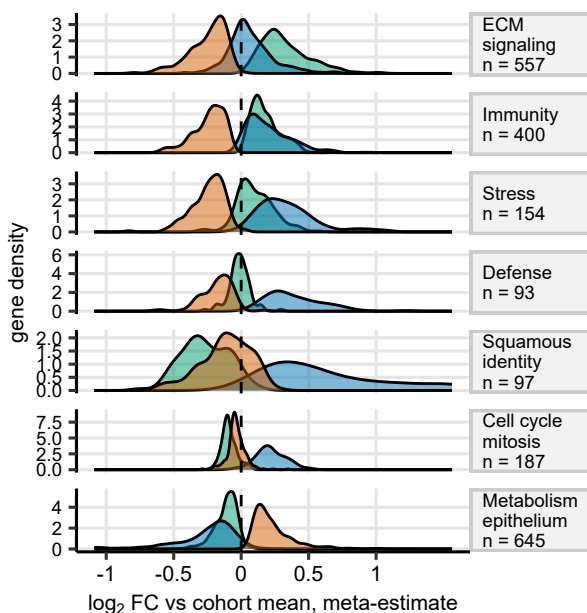 gene density
3
2
1
0
ECM
signaling
n = 557
4
3
2
1
0
Immunity
n = 400
3
2
1
0
Stress
n = 154
6
4
2
0
Defense
n = 93
2.0
1.5
1.0
0.5
0.0
Squamous
identity
n = 97
7.5
5.0
2.5
0.0
Cell cycle
mitosis
n = 187
4
2
0
Metabolism
epithelium
n = 645
-1 -0.5 0 0.5 1
log₂ FC vs cohort mean, meta-estimate